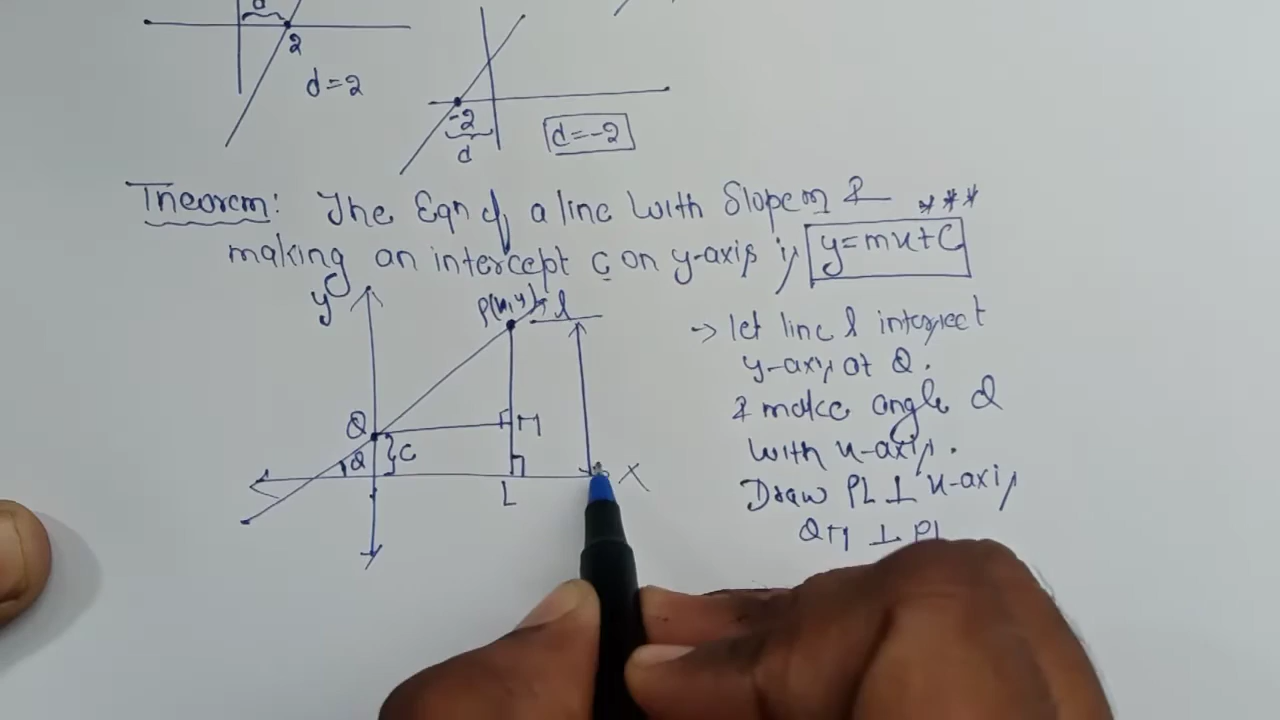 d
2
d=2
-2
d
d=-2
Theorem: The Eqn of a line with Slope m & ***
making an intercept c on y-axis is y=mx+c
y
P(x,y)
l
Q
M
C
θ
L
X
→ let line l intersect
y-axis at Q.
& make angle θ
with x-axis.
Draw PL ⊥ x-axis
QM ⊥ PL